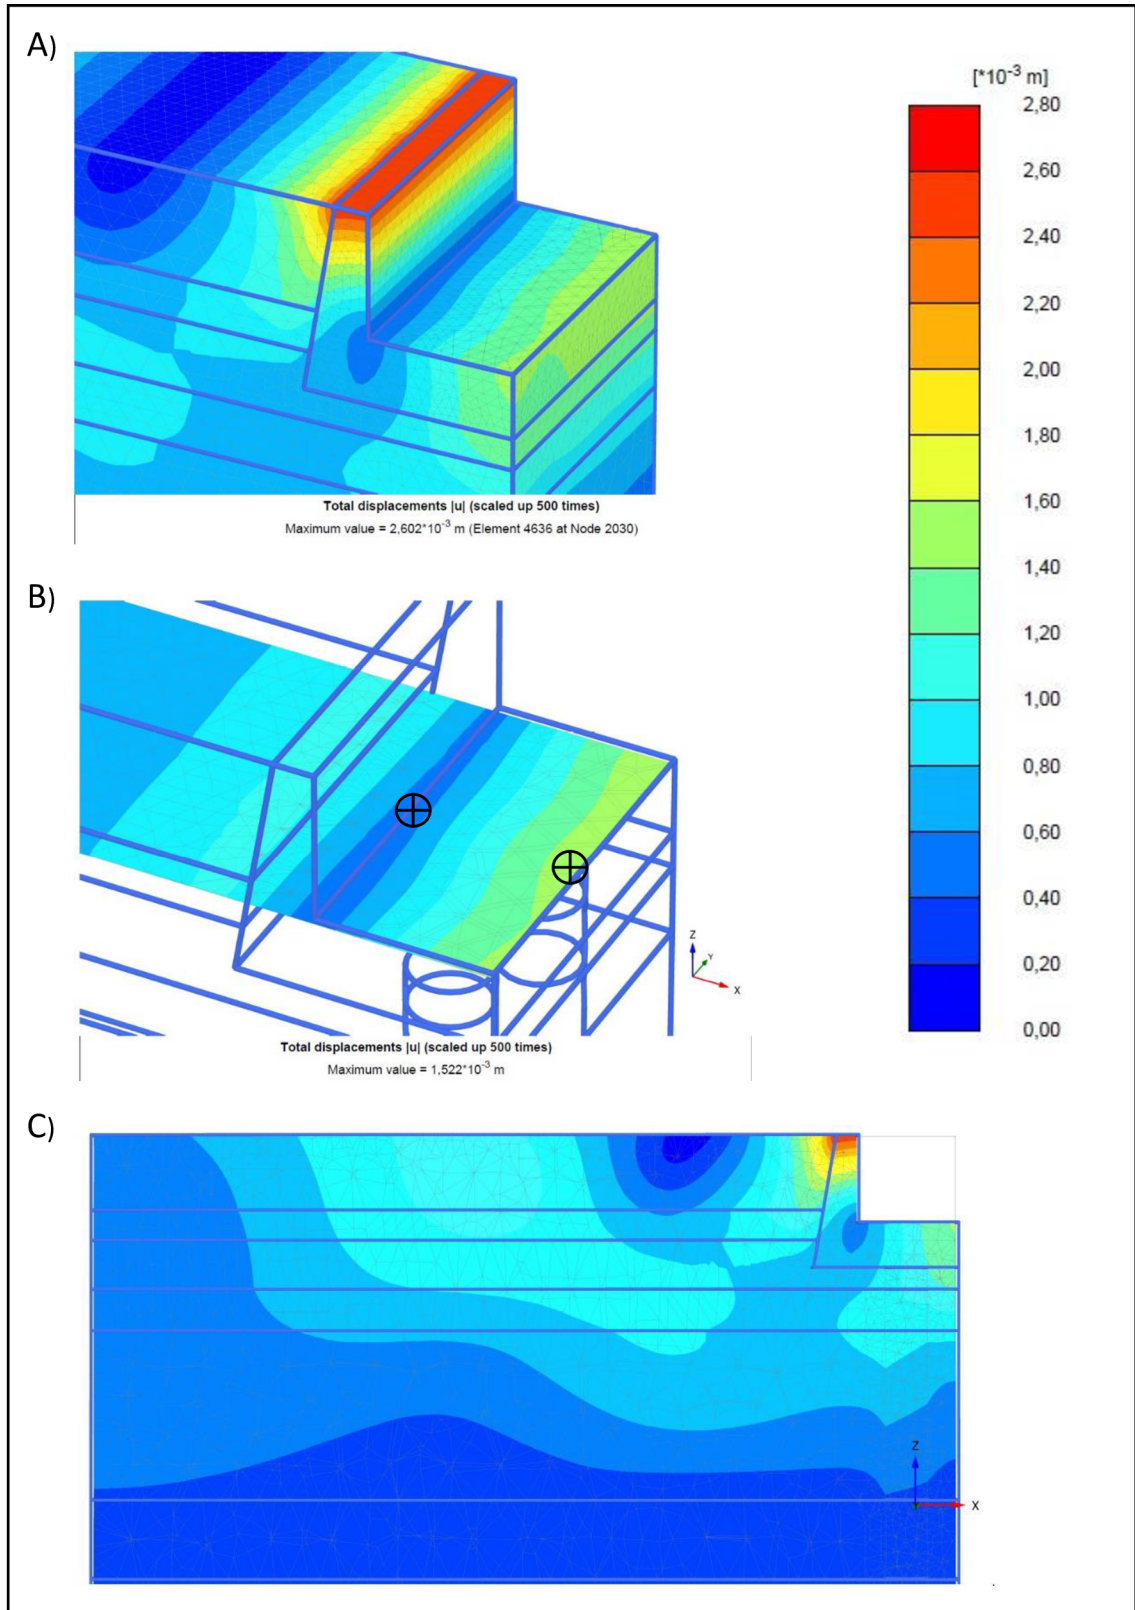 A)
[*10-3 m]
2,80
2,60
2,40
2,20
2,00
1,80
1,60
1,40
1,20
1,00
0,80
0,60
0,40
0,20
0,00
Total displacements |u| (scaled up 500 times)
Maximum value = 2,602*10-3 m (Element 4636 at Node 2030)
B)
Z
Y
X
Total displacements |u| (scaled up 500 times)
Maximum value = 1,522*10-3 m
C)
Z
X